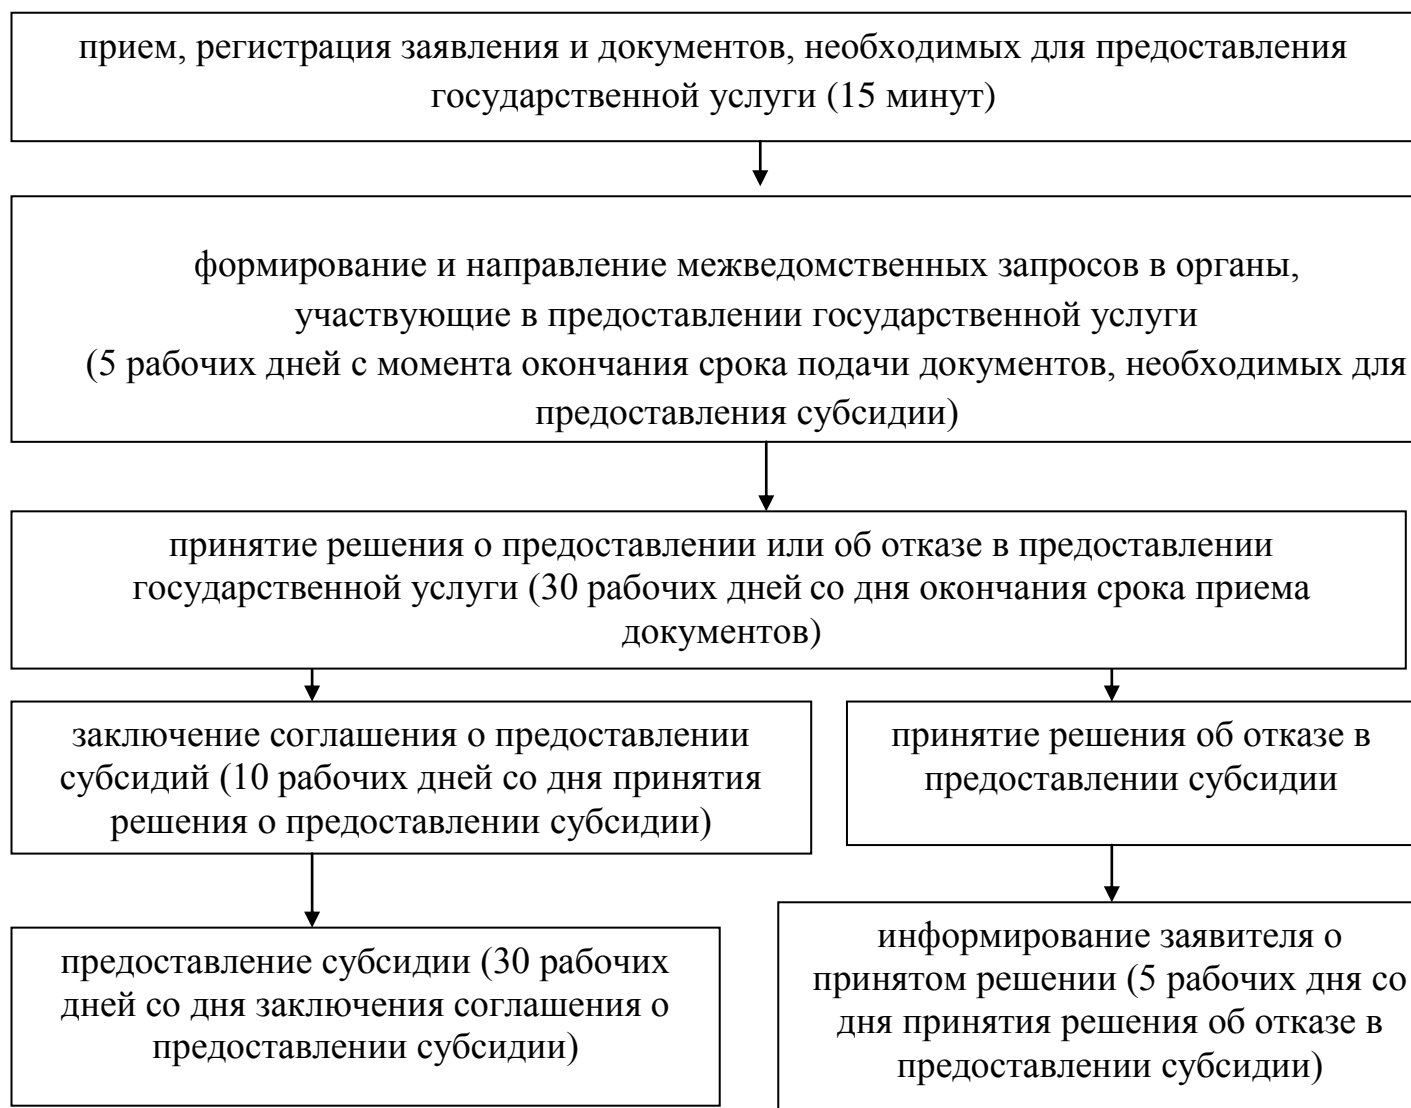 прием, регистрация заявления и документов, необходимых для предоставления
государственной услуги (15 минут)
формирование и направление межведомственных запросов в органы,
участвующие в предоставлении государственной услуги
(5 рабочих дней с момента окончания срока подачи документов, необходимых для
предоставления субсидии)
принятие решения о предоставлении или об отказе в предоставлении
государственной услуги (30 рабочих дней со дня окончания срока приема
документов)
заключение соглашения о предоставлении
субсидий (10 рабочих дней со дня принятия
решения о предоставлении субсидии)
принятие решения об отказе в
предоставлении субсидии
предоставление субсидии (30 рабочих
дней со дня заключения соглашения о
предоставлении субсидии)
информирование заявителя о
принятом решении (5 рабочих дня со
дня принятия решения об отказе в
предоставлении субсидии)